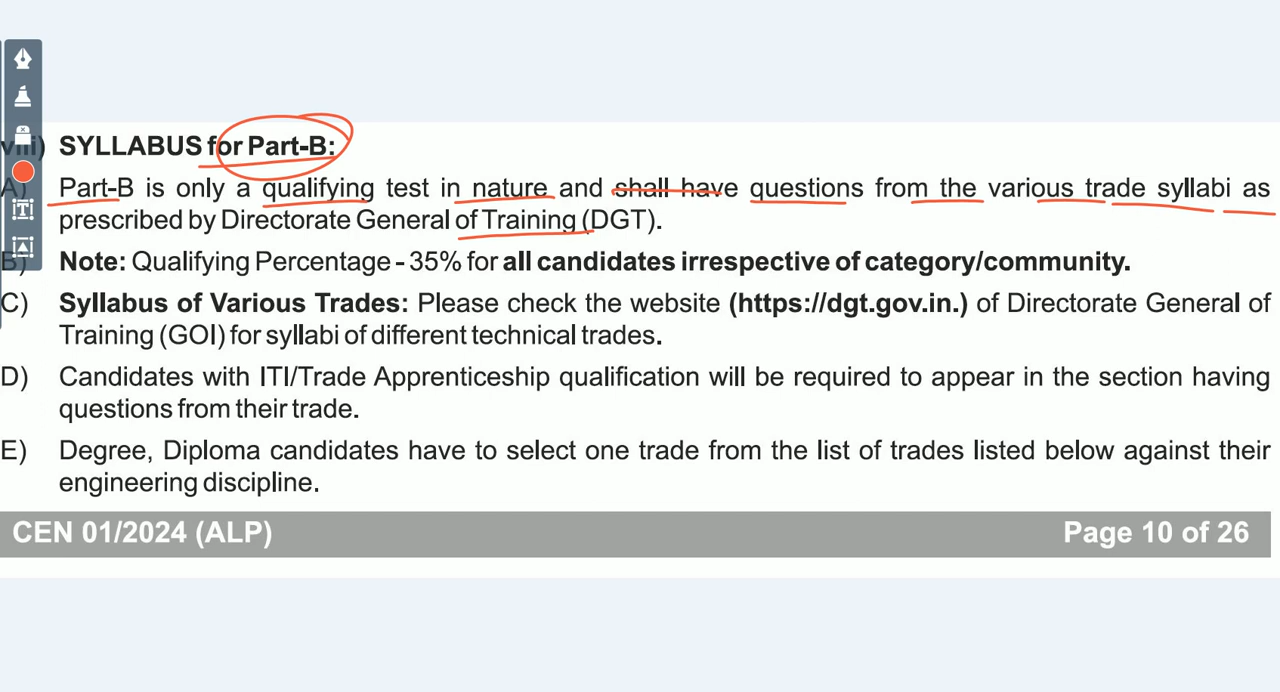 viii) SYLLABUS for Part-B:
A) Part-B is only a qualifying test in nature and shall have questions from the various trade syllabi as
prescribed by Directorate General of Training (DGT).
B) Note: Qualifying Percentage - 35% for all candidates irrespective of category/community.
C) Syllabus of Various Trades: Please check the website (https://dgt.gov.in.) of Directorate General of
Training (GOI) for syllabi of different technical trades.
D) Candidates with ITI/Trade Apprenticeship qualification will be required to appear in the section having
questions from their trade.
E) Degree, Diploma candidates have to select one trade from the list of trades listed below against their
engineering discipline.
CEN 01/2024 (ALP) Page 10 of 26